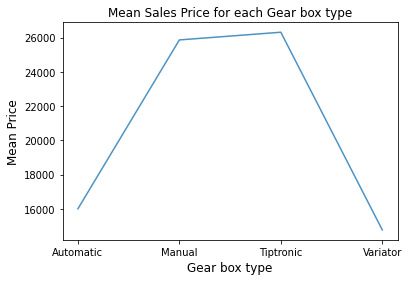 Mean Sales Price for each Gear box type
26000
24000
22000
20000
18000
16000
Mean Price
Automatic Manual Tiptronic Variator
Gear box type